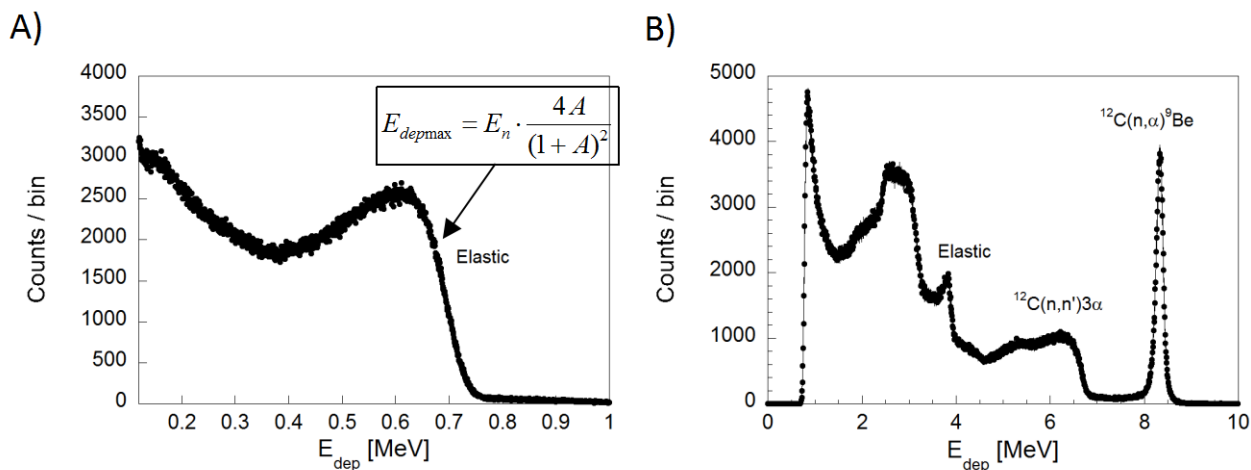 A)
4000
3500
3000
2500
2000
1500
1000
500
0
Counts / bin
E_depmax = E_n · 4A / (1 + A)²
Elastic
0.2 0.3 0.4 0.5 0.6 0.7 0.8 0.9 1
E_dep [MeV]
B)
5000
4000
3000
2000
1000
0
Counts / bin
¹²C(n,α)⁹Be
Elastic
¹²C(n,n')3α
0 2 4 6 8 10
E_dep [MeV]